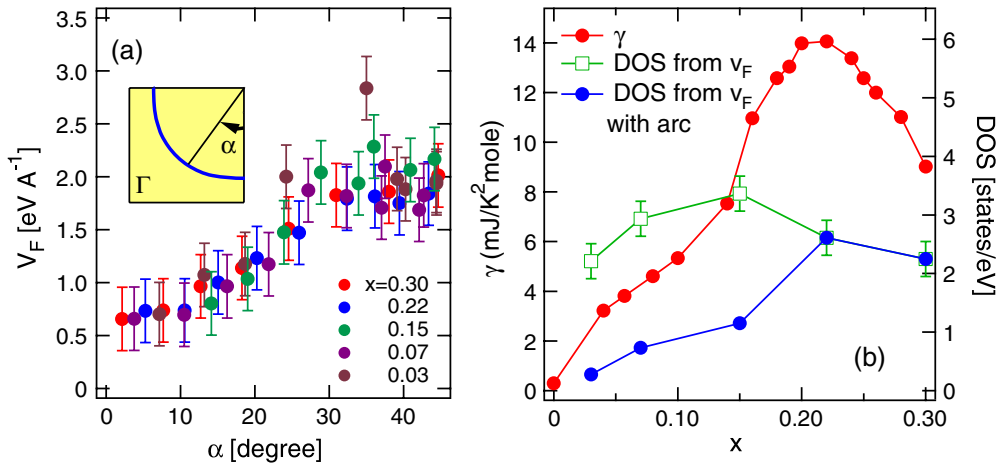 (a)
V_F [eV A^-1]
3.5
3.0
2.5
2.0
1.5
1.0
0.5
0
0 10 20 30 40
α [degree]
α
Γ
x=0.30
0.22
0.15
0.07
0.03
γ (mJ/K^2mole)
14
12
10
8
6
4
2
0
γ
DOS from v_F
DOS from v_F
with arc
(b)
0.00 0.10 0.20 0.30
x
6
5
4
3
2
1
0
DOS [states/eV]